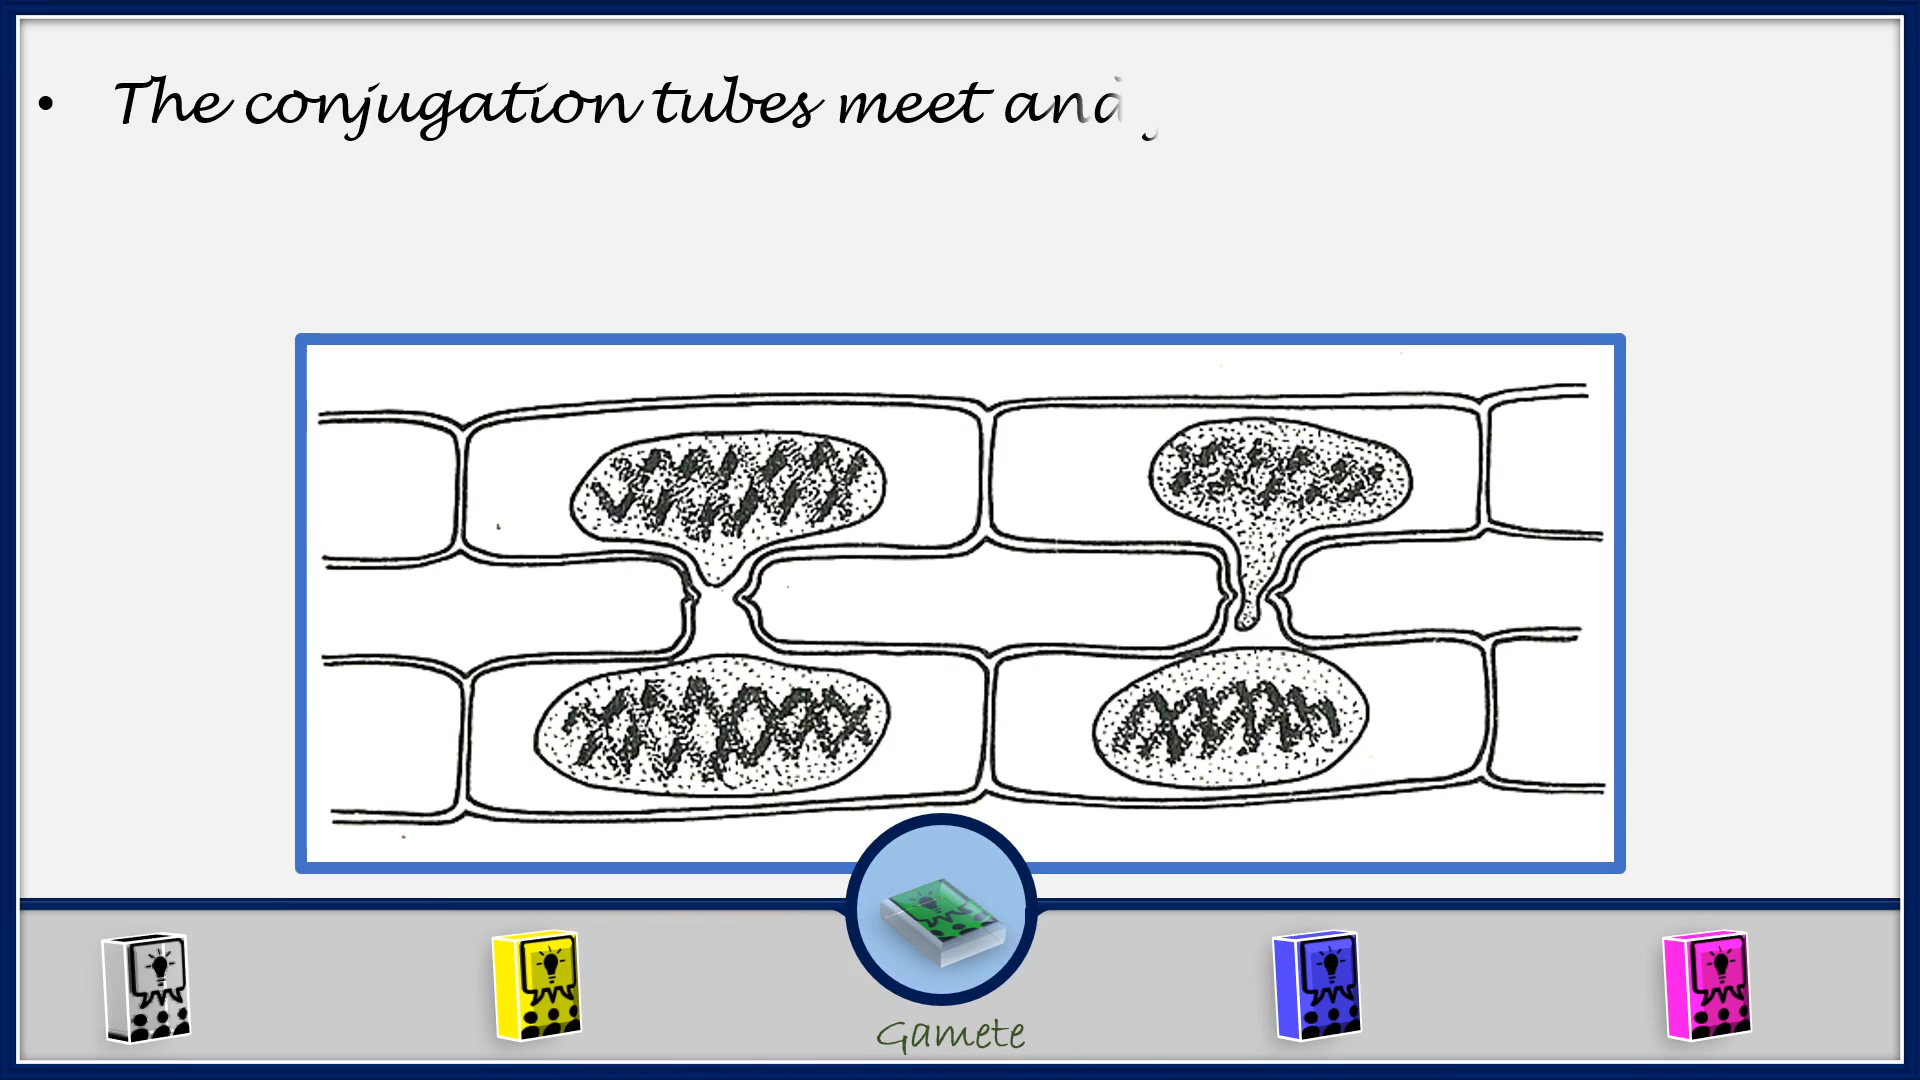 • The conjugation tubes meet and
Gamete